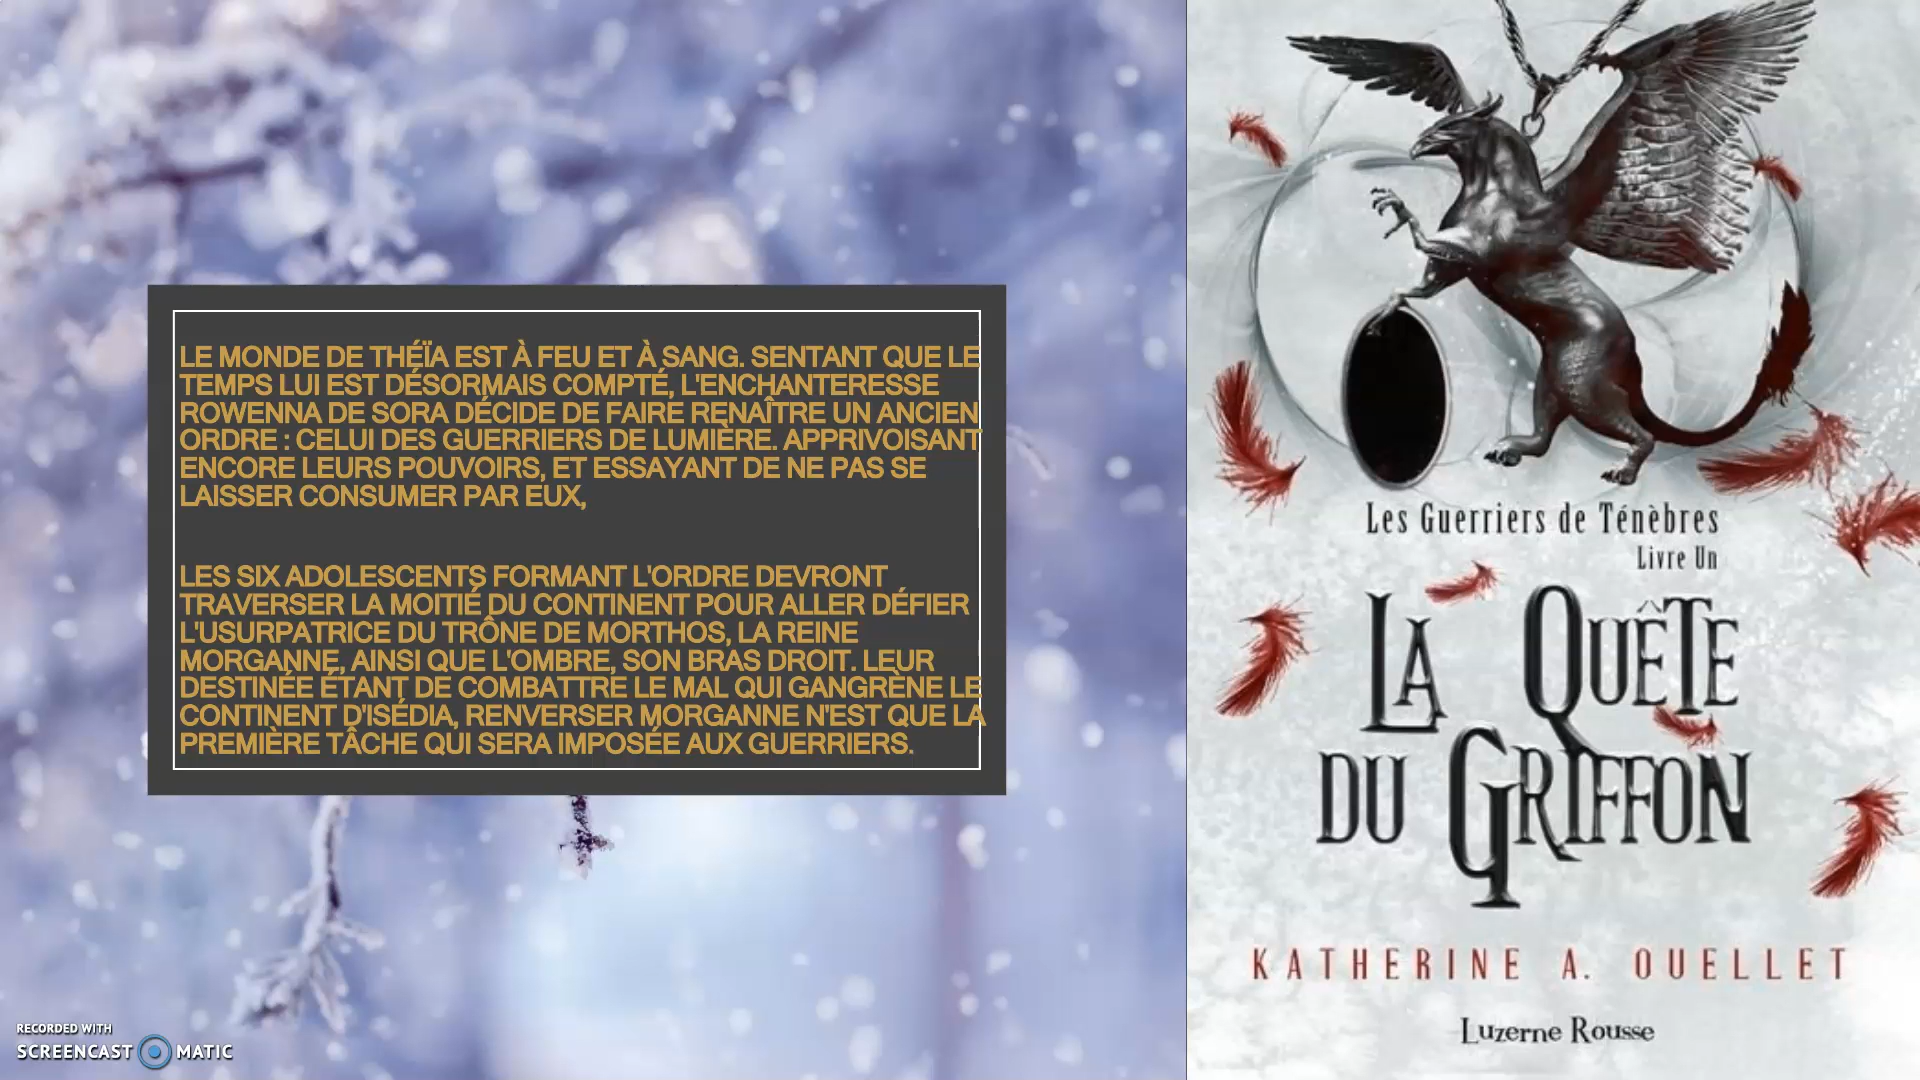 LE MONDE DE THÉÏA EST À FEU ET À SANG. SENTANT QUE LE
TEMPS LUI EST DÉSORMAIS COMPTÉ, L'ENCHANTERESSE
ROWENNA DE SORA DÉCIDE DE FAIRE RENAÎTRE UN ANCIEN
ORDRE : CELUI DES GUERRIERS DE LUMIÈRE. APPRIVOISANT
ENCORE LEURS POUVOIRS, ET ESSAYANT DE NE PAS SE
LAISSER CONSUMER PAR EUX,
LES SIX ADOLESCENTS FORMANT L'ORDRE DEVRONT
TRAVERSER LA MOITIÉ DU CONTINENT POUR ALLER DÉFIER
L'USURPATRICE DU TRÔNE DE MORTHOS, LA REINE
MORGANNE, AINSI QUE L'OMBRE, SON BRAS DROIT. LEUR
DESTINÉE ÉTANT DE COMBATTRE LE MAL QUI GANGRÈNE LE
CONTINENT D'ISÉDIA, RENVERSER MORGANNE N'EST QUE LA
PREMIÈRE TÂCHE QUI SERA IMPOSÉE AUX GUERRIERS.
Les Guerriers de Ténèbres
Livre Un
LA QUÊTE
DU GRIFFON
KATHERINE A. OUELLET
Luzerne Rousse
RECORDED WITH
SCREENCAST MATIC